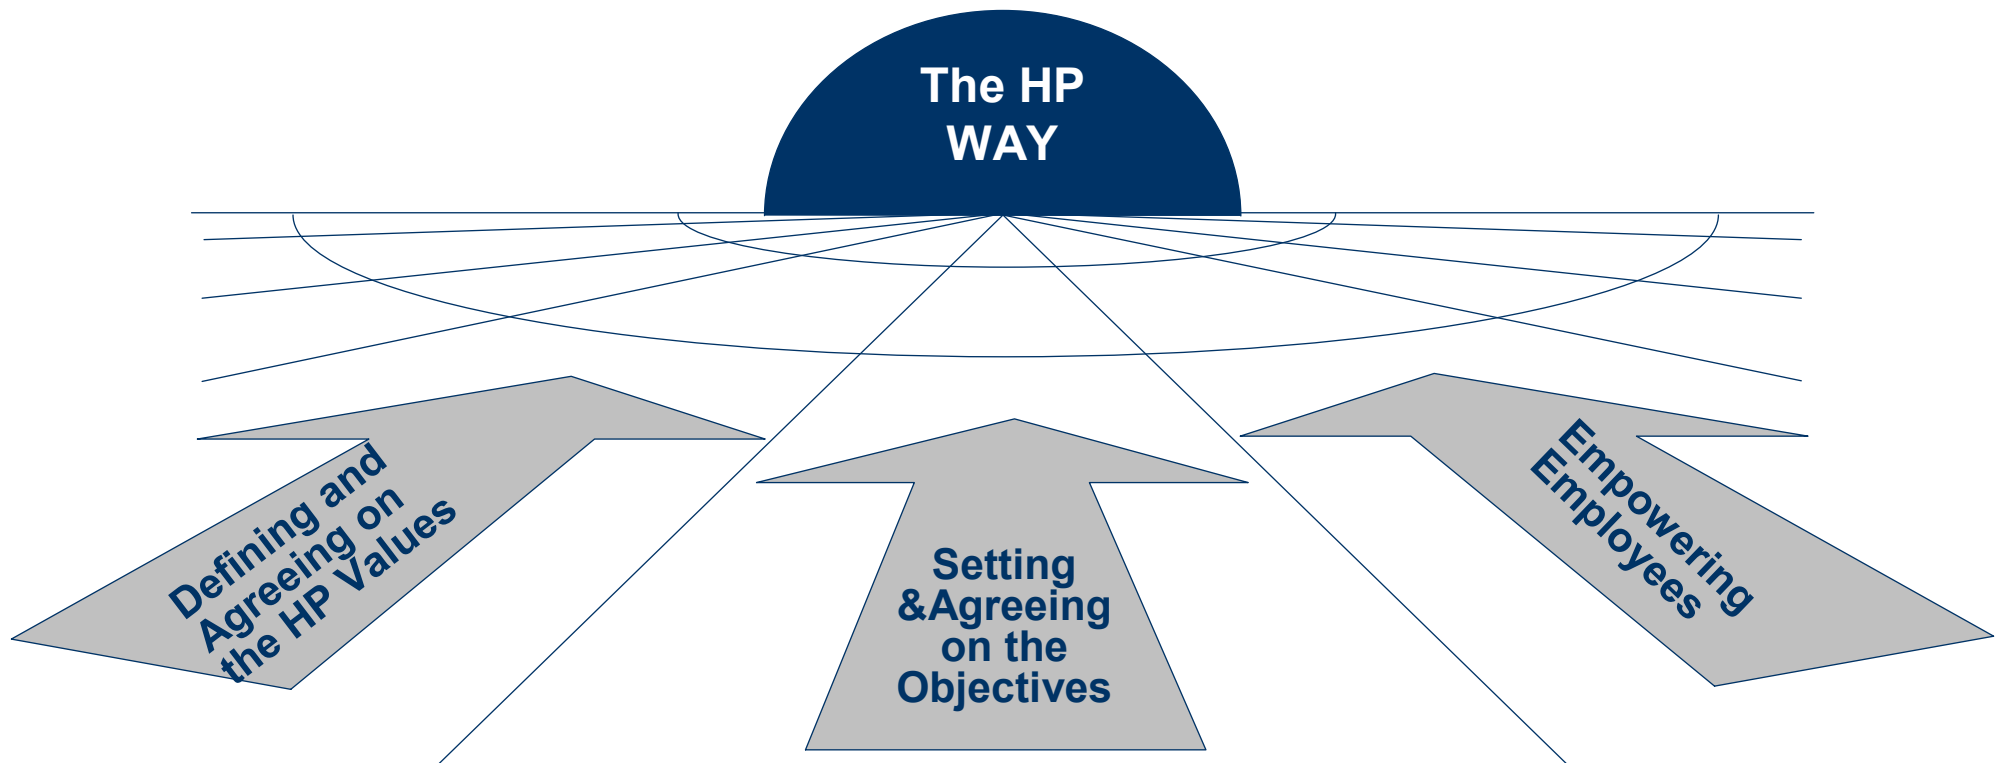 The HP
WAY
Defining and
Agreeing on
the HP Values
Setting
&Agreeing
on the
Objectives
Empowering
Employees